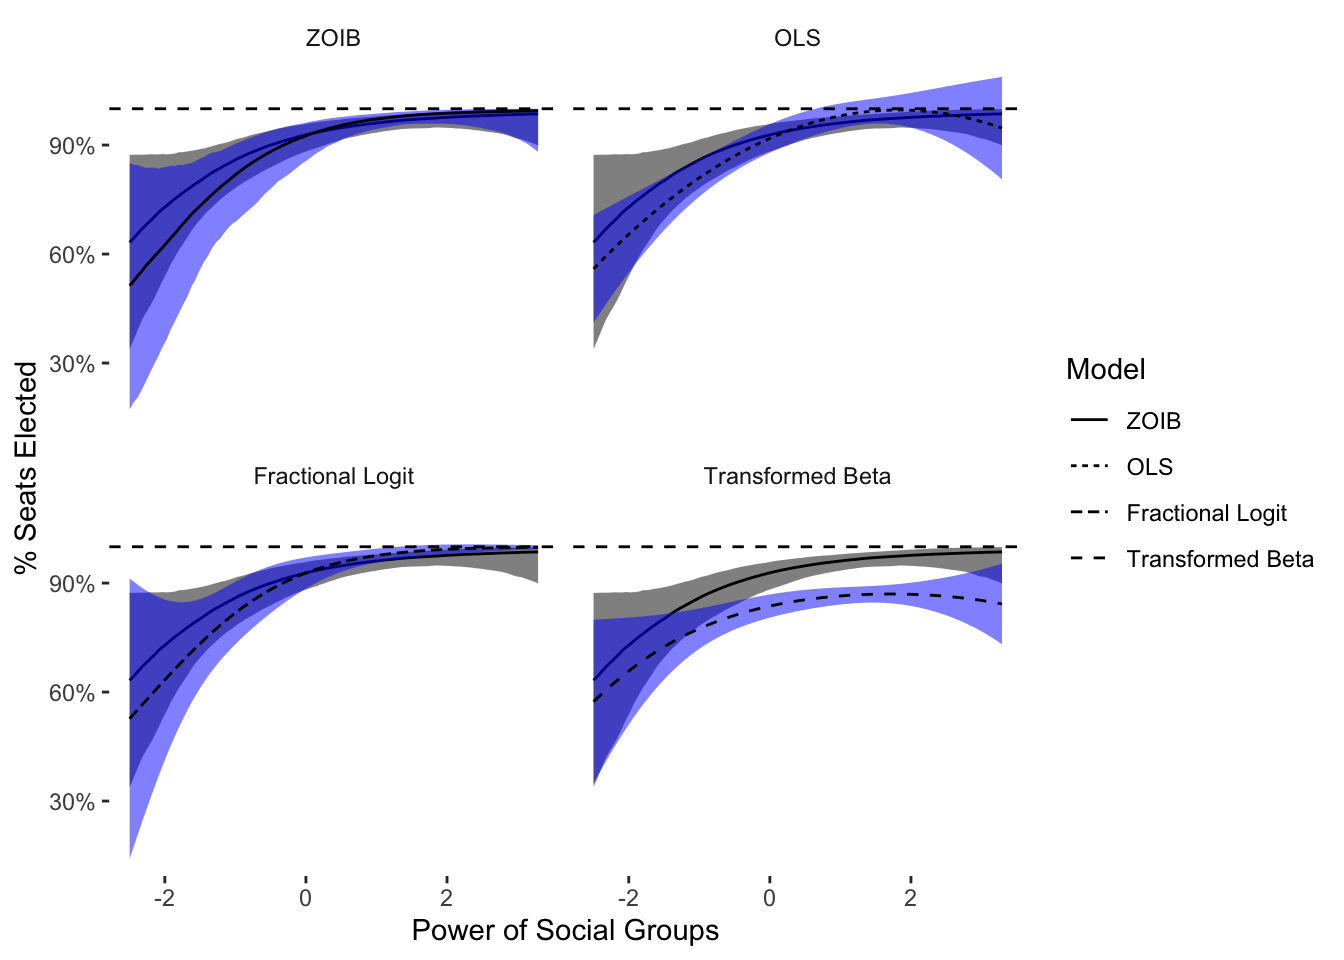 ZOIB
OLS
90%
60%
30%
Fractional Logit
Transformed Beta
90%
60%
30%
-2
0
2
-2
0
2
Power of Social Groups
% Seats Elected
Model
ZOIB
OLS
Fractional Logit
Transformed Beta